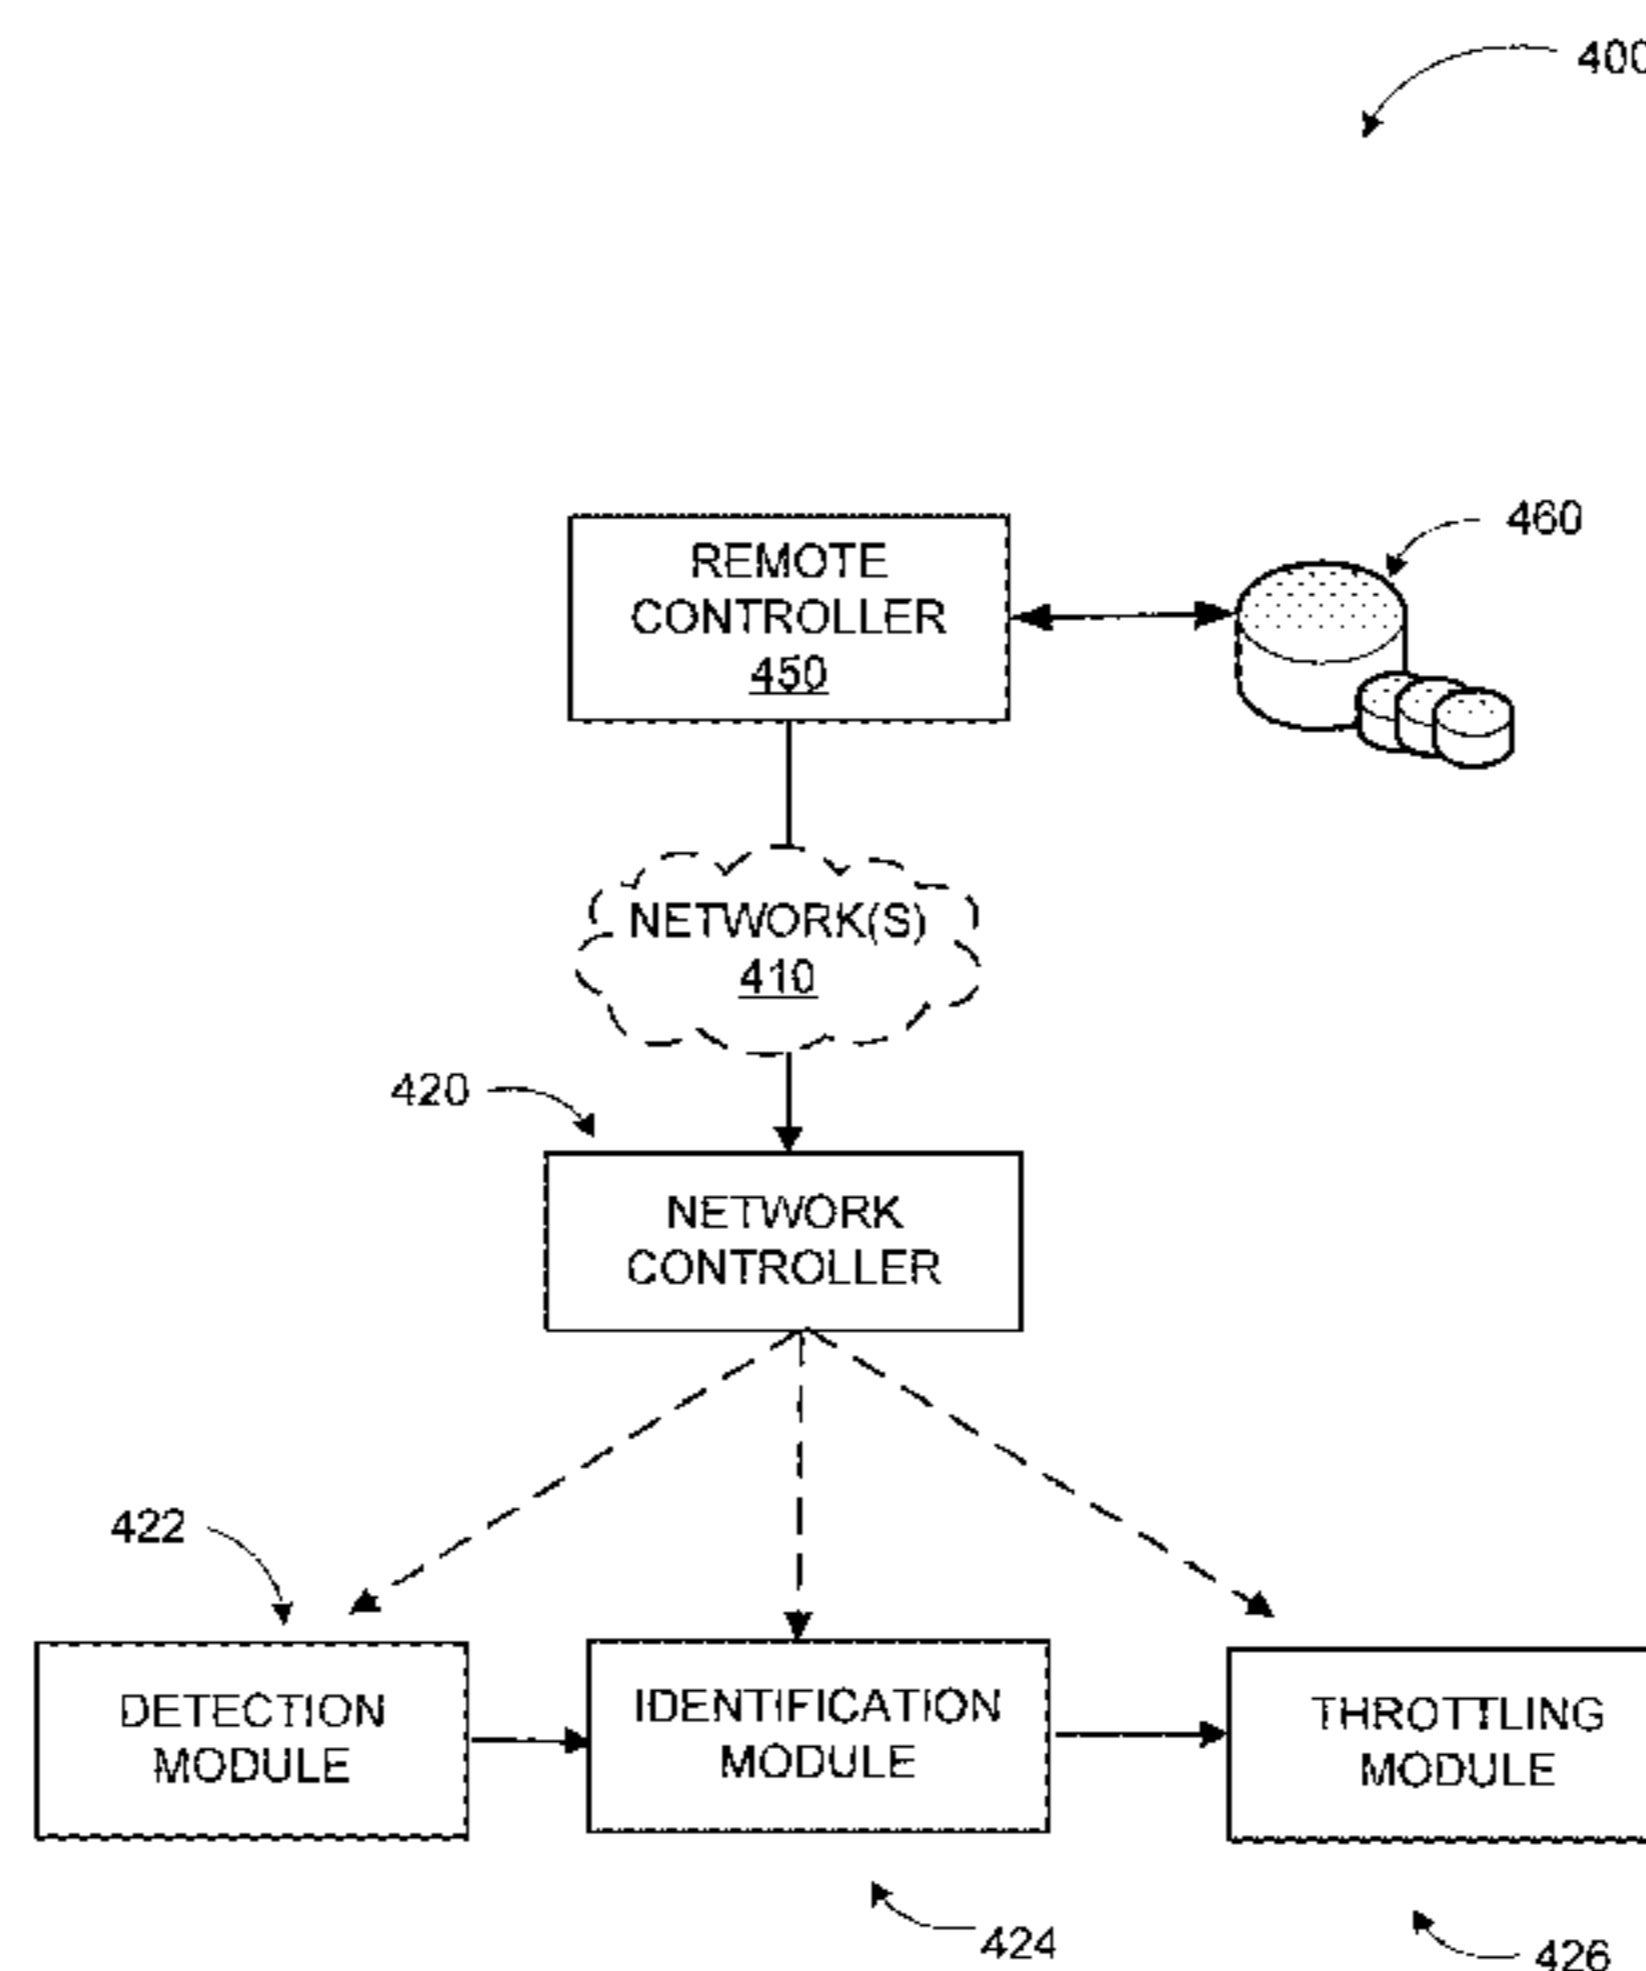 400
460
REMOTE
CONTROLLER
450
NETWORK(S)
410
420
NETWORK
CONTROLLER
422
DETECTION
MODULE
IDENTIFICATION
MODULE
THROTTLING
MODULE
424
426